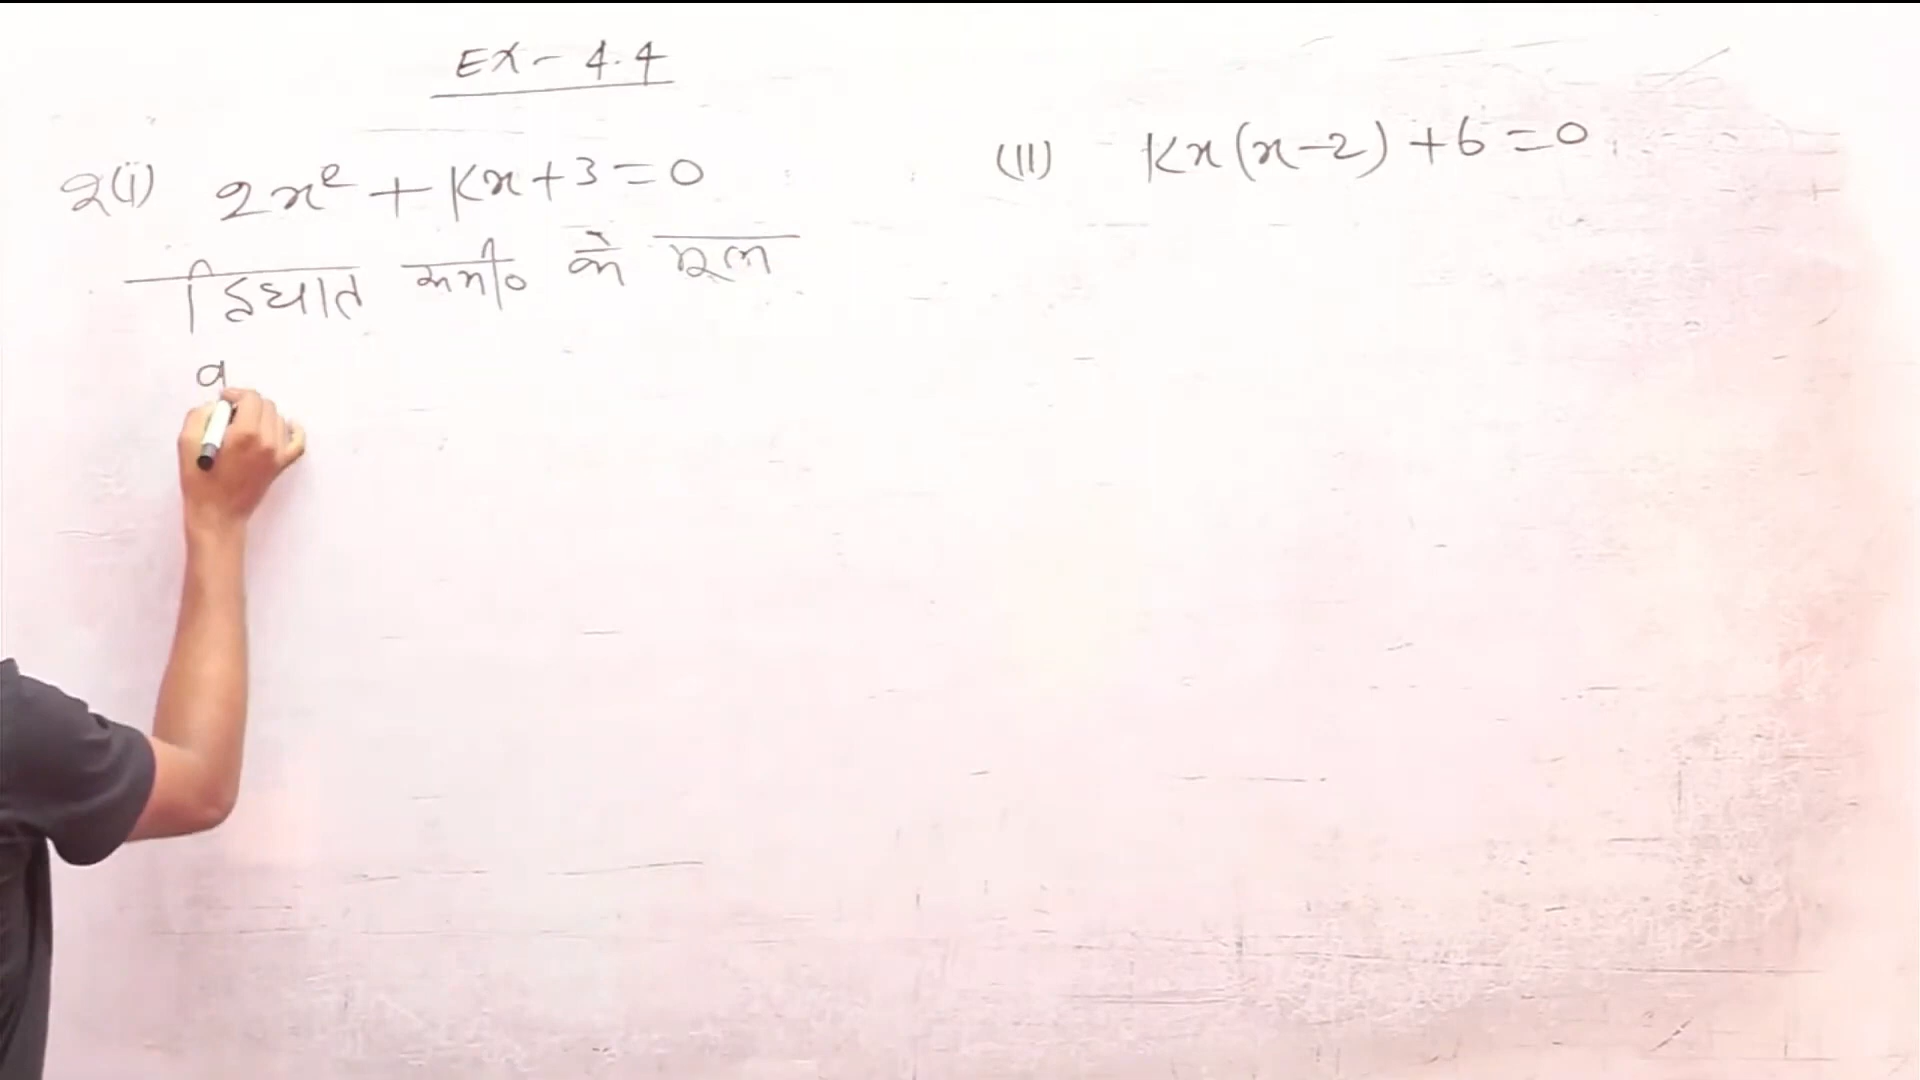 EX - 4.4
2(i) 2x² + Kx + 3 = 0
द्विघात समी० के मूल
a
(II) Kx(x-2) + 6 = 0